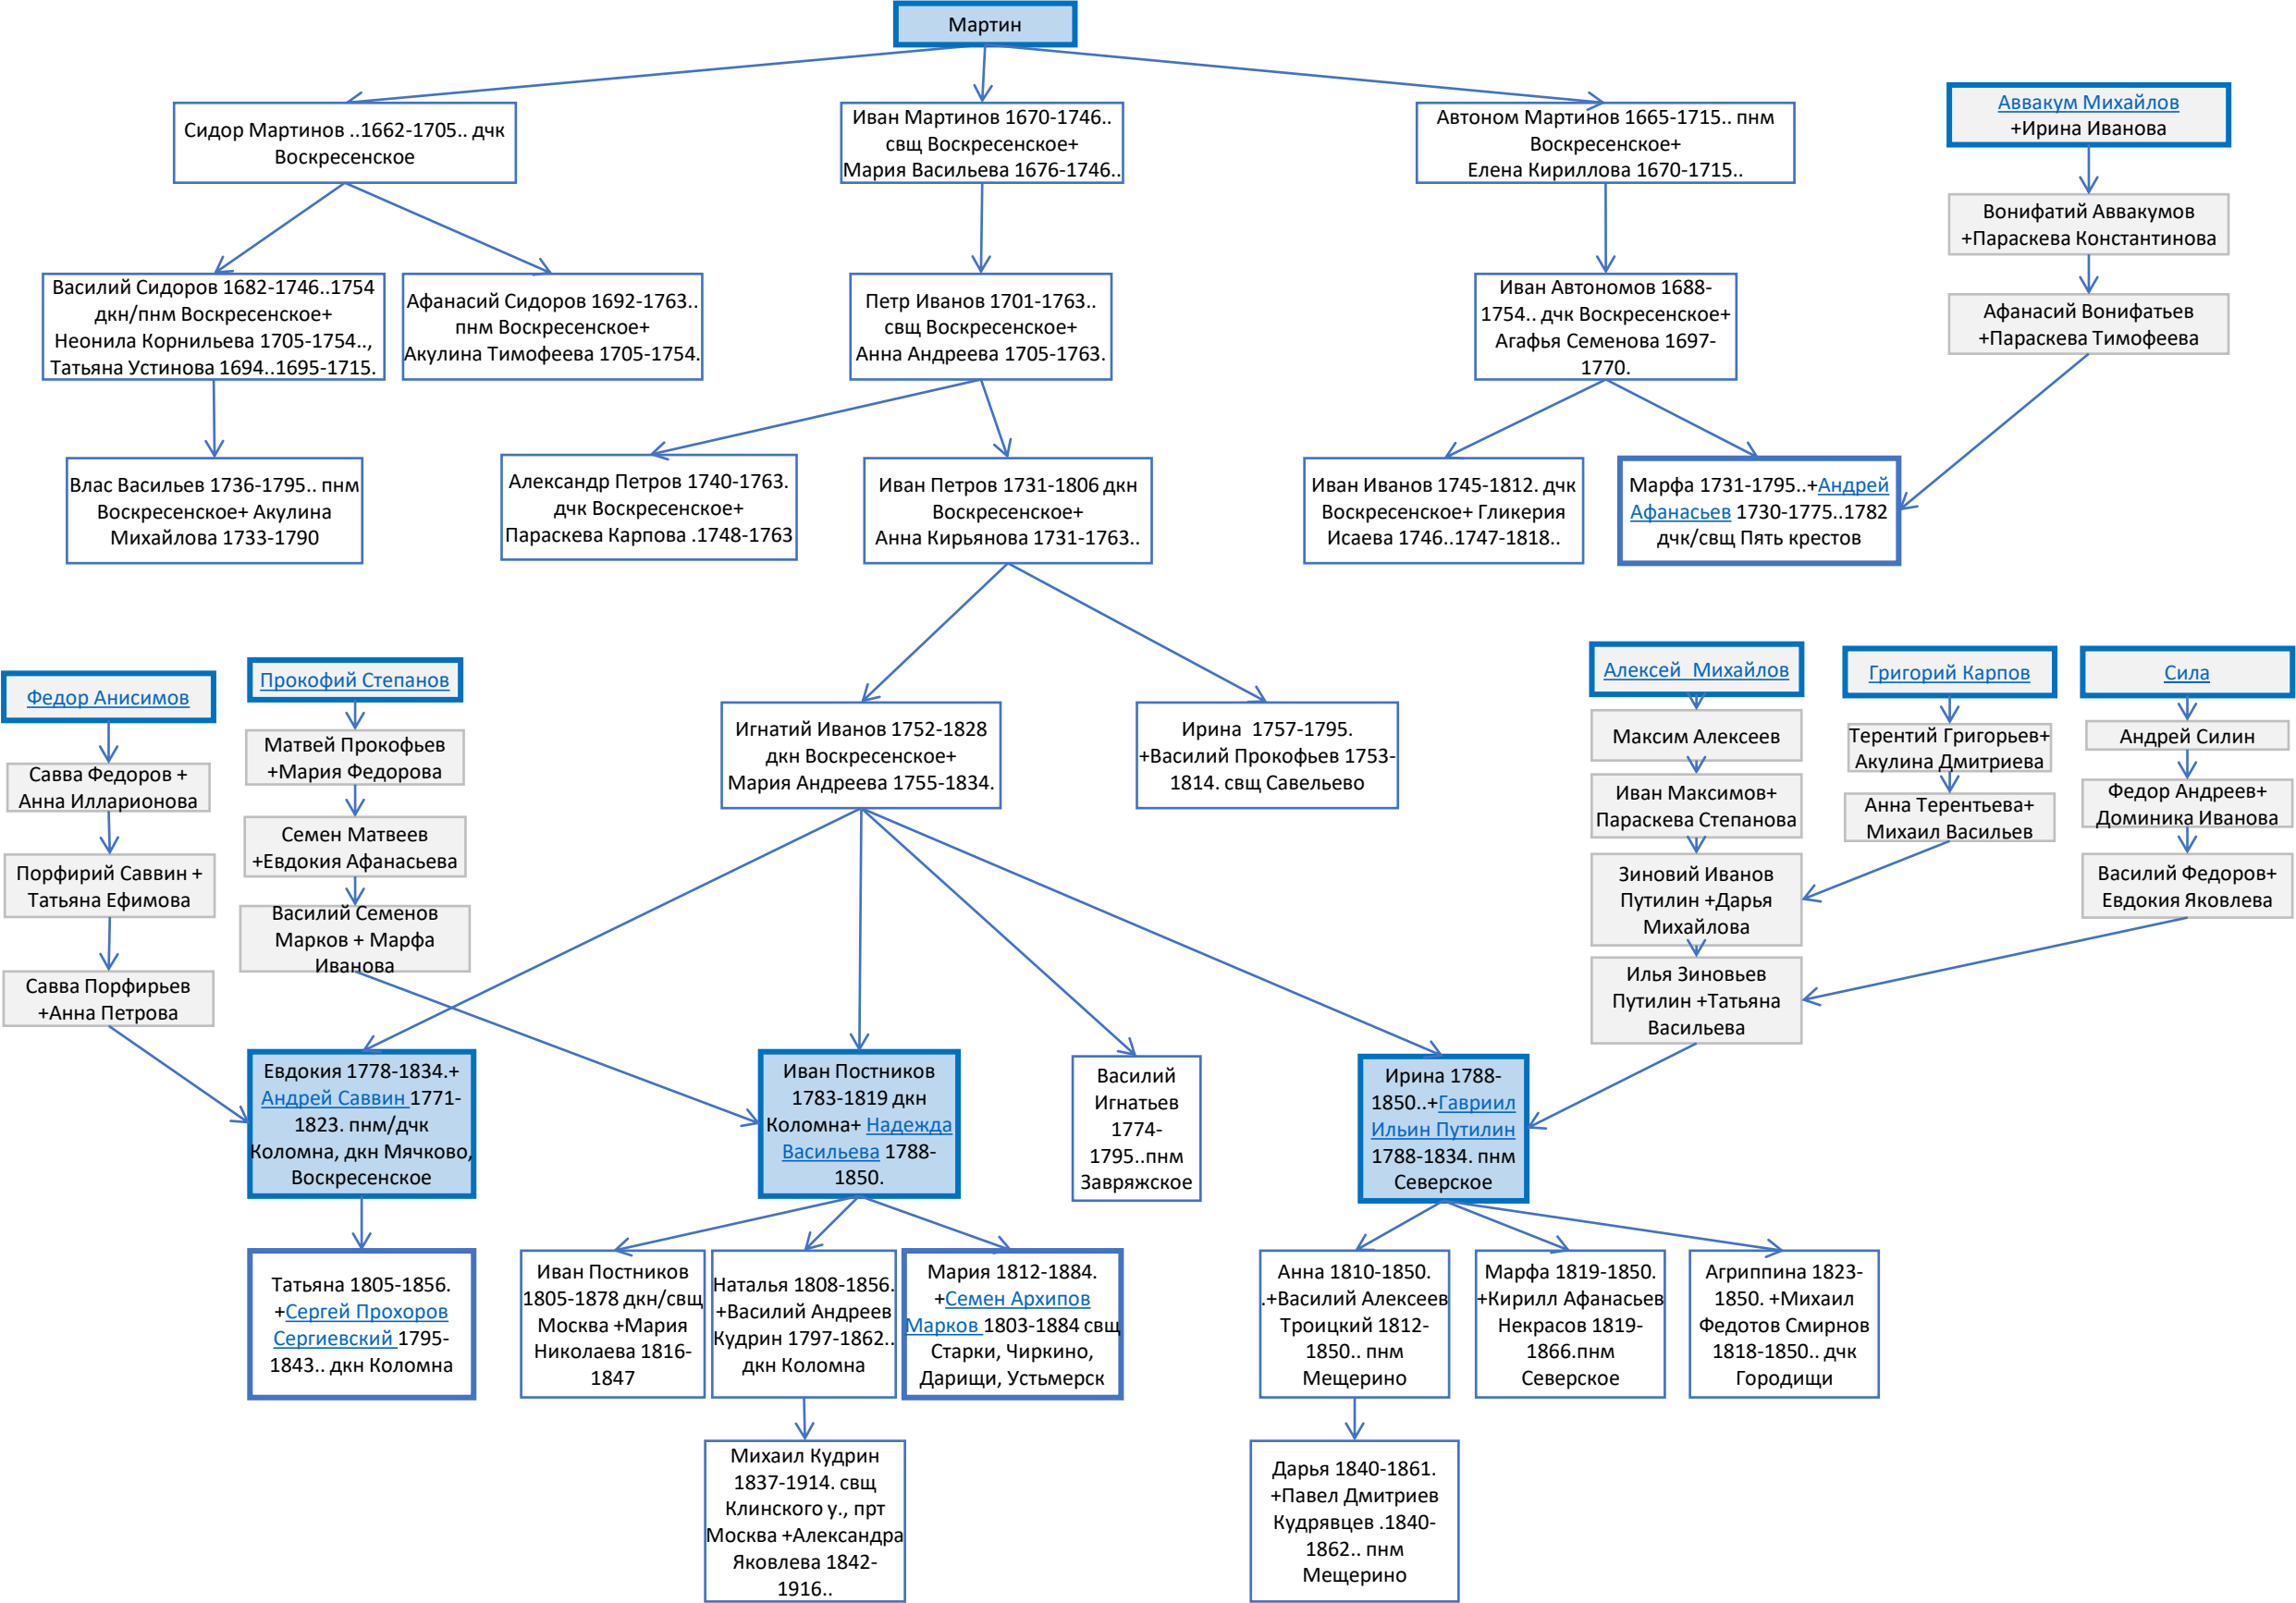 Мартин
Сидор Мартинов ..1662-1705.. дчк
Воскресенское
Иван Мартинов 1670-1746..
свщ Воскресенское+
Мария Васильева 1676-1746..
Автоном Мартинов 1665-1715.. пнм
Воскресенское+
Елена Кириллова 1670-1715..
Аввакум Михайлов
+Ирина Иванова
Вонифатий Аввакумов
+Параскева Константинова
Афанасий Вонифатьев
+Параскева Тимофеева
Василий Сидоров 1682-1746..1754
дкн/пнм Воскресенское+
Неонила Корнильева 1705-1754..,
Татьяна Устинова 1694..1695-1715.
Афанасий Сидоров 1692-1763..
пнм Воскресенское+
Акулина Тимофеева 1705-1754.
Петр Иванов 1701-1763..
свщ Воскресенское+
Анна Андреева 1705-1763.
Иван Автономов 1688-
1754.. дчк Воскресенское+
Агафья Семенова 1697-
1770.
Влас Васильев 1736-1795.. пнм
Воскресенское+ Акулина
Михайлова 1733-1790
Александр Петров 1740-1763.
дчк Воскресенское+
Параскева Карпова .1748-1763
Иван Петров 1731-1806 дкн
Воскресенское+
Анна Кирьянова 1731-1763..
Иван Иванов 1745-1812. дчк
Воскресенское+ Гликерия
Исаева 1746..1747-1818..
Марфа 1731-1795..+Андрей
Афанасьев 1730-1775..1782
дчк/свщ Пять крестов
Федор Анисимов
Савва Федоров +
Анна Илларионова
Порфирий Саввин +
Татьяна Ефимова
Савва Порфирьев
+Анна Петрова
Прокофий Степанов
Матвей Прокофьев
+Мария Федорова
Семен Матвеев
+Евдокия Афанасьева
Василий Семенов
Марков + Марфа
Иванова
Игнатий Иванов 1752-1828
дкн Воскресенское+
Мария Андреева 1755-1834.
Ирина  1757-1795.
+Василий Прокофьев 1753-
1814. свщ Савельево
Алексей  Михайлов
Максим Алексеев
Иван Максимов+
Параскева Степанова
Зиновий Иванов
Путилин +Дарья
Михайлова
Илья Зиновьев
Путилин +Татьяна
Васильева
Григорий Карпов
Терентий Григорьев+
Акулина Дмитриева
Анна Терентьева+
Михаил Васильев
Сила
Андрей Силин
Федор Андреев+
Доминика Иванова
Василий Федоров+
Евдокия Яковлева
Евдокия 1778-1834.+
Андрей Саввин 1771-
1823. пнм/дчк
Коломна, дкн Мячково,
Воскресенское
Иван Постников
1783-1819 дкн
Коломна+ Надежда
Васильева 1788-
1850.
Василий
Игнатьев
1774-
1795..пнм
Завряжское
Ирина 1788-
1850..+Гавриил
Ильин Путилин
1788-1834. пнм
Северское
Татьяна 1805-1856.
+Сергей Прохоров
Сергиевский 1795-
1843.. дкн Коломна
Иван Постников
1805-1878 дкн/свщ
Москва +Мария
Николаева 1816-
1847
Наталья 1808-1856.
+Василий Андреев
Кудрин 1797-1862..
дкн Коломна
Мария 1812-1884.
+Семен Архипов
Марков 1803-1884 свщ
Старки, Чиркино,
Дарищи, Устьмерск
Анна 1810-1850.
.+Василий Алексеев
Троицкий 1812-
1850.. пнм
Мещерино
Марфа 1819-1850.
+Кирилл Афанасьев
Некрасов 1819-
1866.пнм
Северское
Агриппина 1823-
1850. +Михаил
Федотов Смирнов
1818-1850.. дчк
Городищи
Михаил Кудрин
1837-1914. свщ
Клинского у., прт
Москва +Александра
Яковлева 1842-
1916..
Дарья 1840-1861.
+Павел Дмитриев
Кудрявцев .1840-
1862.. пнм
Мещерино